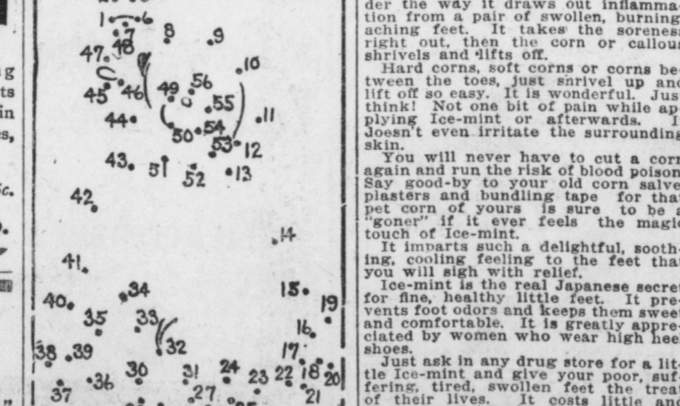 g
ts
in
1 6
7
8
9
47 48
10
45 46
49 56
55
44
11
50 54
53 12
43
51
52
13
42
14
41
34
15
40
19
35
33
16
32
38 39
17
36
30
31
24
23
22
18
20
37
27
21
der the way it draws out inflamma-
tion from a pair of swollen, burning,
aching feet. It takes the soreness
right out, then the corn or callous
shrivels and lifts off.
Hard corns, soft corns or corns be-
tween the toes, just shrivel up and
lift off so easy. It is wonderful. Just
think! Not one bit of pain while ap-
plying Ice-mint or afterwards. It
doesn't even irritate the surrounding
skin.
You will never have to cut a corn
again and run the risk of blood poison.
Say good-by to your old corn salve,
plasters and bundling tape for that
pet corn of yours is sure to be a
"goner" if it ever feels the magic
touch of Ice-mint.
It imparts such a delightful, sooth-
ing, cooling feeling to the feet that
you will sigh with relief.
Ice-mint is the real Japanese secret
for fine, healthy little feet. It pre-
vents foot odors and keeps them sweet
and comfortable. It is greatly appre-
ciated by women who wear high heel
shoes.
Just ask in any drug store for a lit-
tle Ice-mint and give your poor, suf-
fering, tired, swollen feet the treat
of their lives. It costs little and